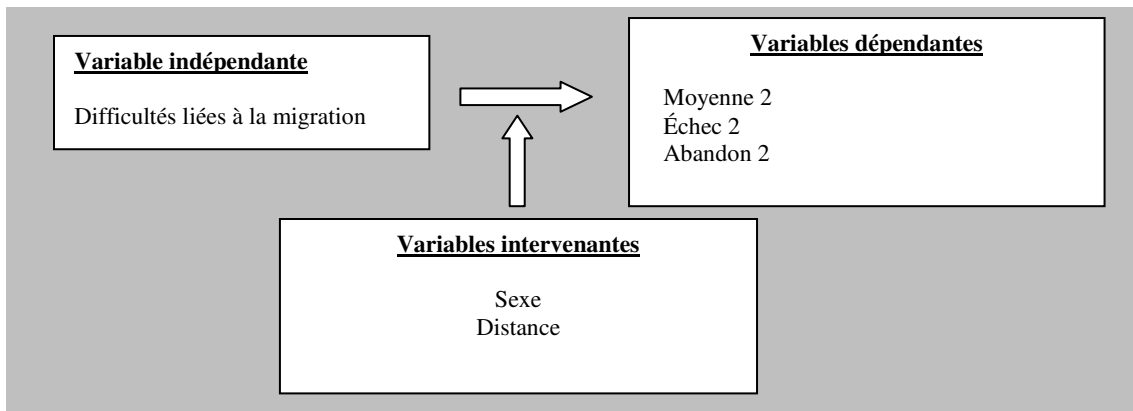 Variable indépendante
Difficultés liées à la migration
Variables dépendantes
Moyenne 2
Échec 2
Abandon 2
Variables intervenantes
Sexe
Distance